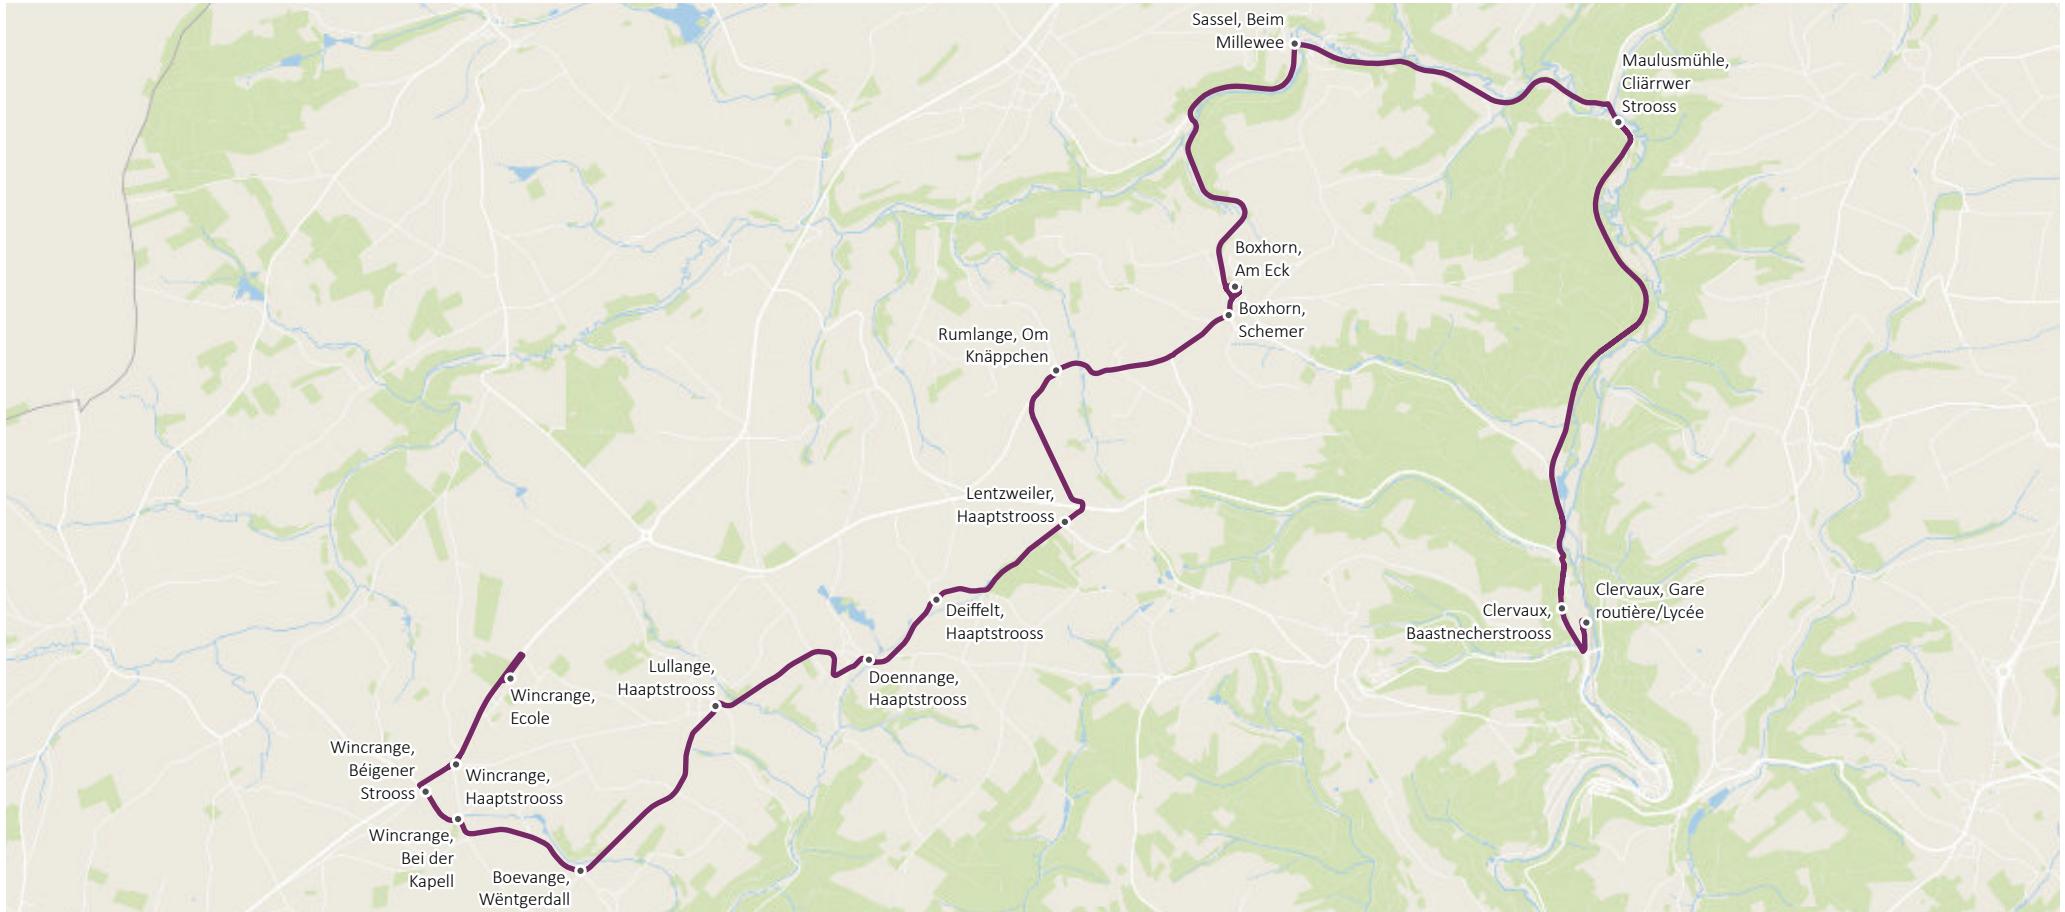 Sassel, Beim
Millewee
Maulusmühle,
Cliärrwer
Strooss
Boxhorn,
Am Eck
Boxhorn,
Schemer
Rumlange, Om
Knäppchen
Lentzweiler,
Haaptstrooss
Clervaux, Gare
routière/Lycée
Clervaux,
Baastnecherstrooss
Deiffelt,
Haaptstrooss
Doennange,
Haaptstrooss
Lullange,
Haaptstrooss
Wincrange,
Ecole
Wincrange,
Béigener
Strooss
Wincrange,
Haaptstrooss
Wincrange,
Bei der
Kapell
Boevange,
Wëntgerdall